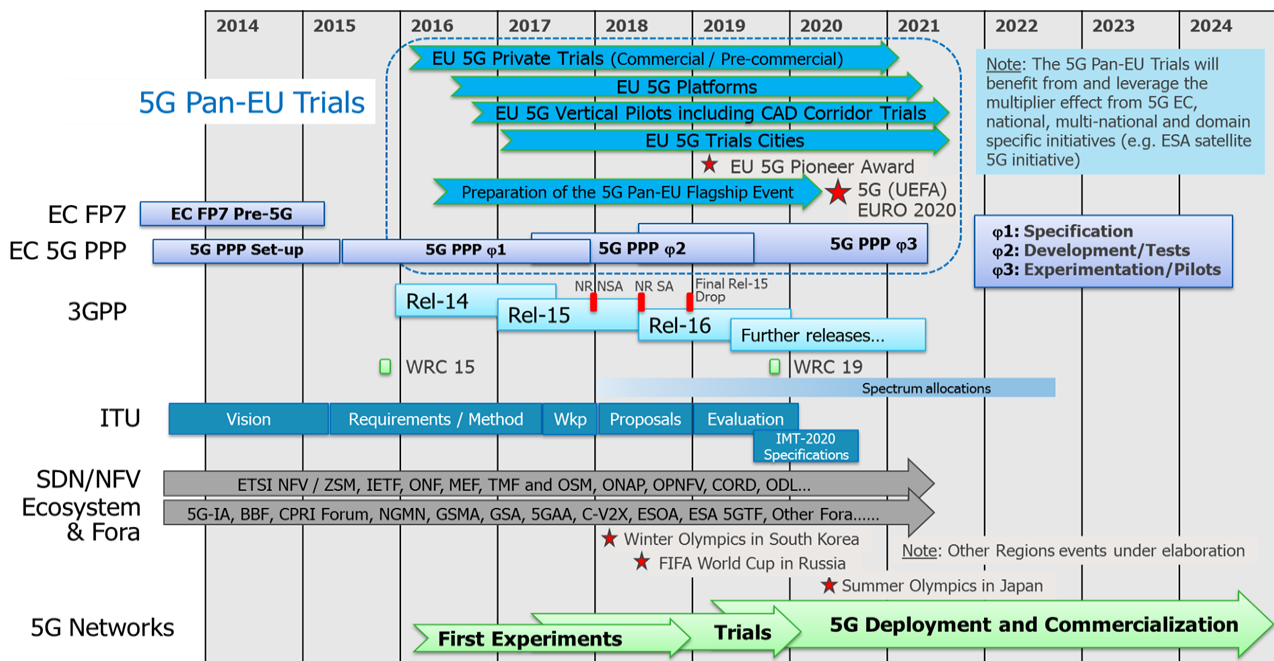 2014 2015 2016 2017 2018 2019 2020 2021 2022 2023 2024
EU 5G Private Trials (Commercial / Pre-commercial)
EU 5G Platforms
5G Pan-EU Trials
EU 5G Vertical Pilots including CAD Corridor Trials
EU 5G Trials Cities
EU 5G Pioneer Award
Preparation of the 5G Pan-EU Flagship Event
5G (UEFA)
EURO 2020
Note: The 5G Pan-EU Trials will
benefit from and leverage the
multiplier effect from 5G EC,
national, multi-national and domain
specific initiatives (e.g. ESA satellite
5G initiative)
EC FP7
EC FP7 Pre-5G
EC 5G PPP
5G PPP Set-up
5G PPP φ1
5G PPP φ2
5G PPP φ3
φ1: Specification
φ2: Development/Tests
φ3: Experimentation/Pilots
3GPP
Rel-14
Rel-15
NR NSA
NR SA
Final Rel-15
Drop
Rel-16
Further releases...
WRC 15
WRC 19
Spectrum allocations
ITU
Vision
Requirements / Method
Wkp
Proposals
Evaluation
IMT-2020
Specifications
SDN/NFV
ETSI NFV / ZSM, IETF, ONF, MEF, TMF and OSM, ONAP, OPNFV, CORD, ODL...
Ecosystem
& Fora
5G-IA, BBF, CPRI Forum, NGMN, GSMA, GSA, 5GAA, C-V2X, ESOA, ESA 5GTF, Other Fora......
Winter Olympics in South Korea
FIFA World Cup in Russia
Note: Other Regions events under elaboration
Summer Olympics in Japan
5G Networks
First Experiments
Trials
5G Deployment and Commercialization